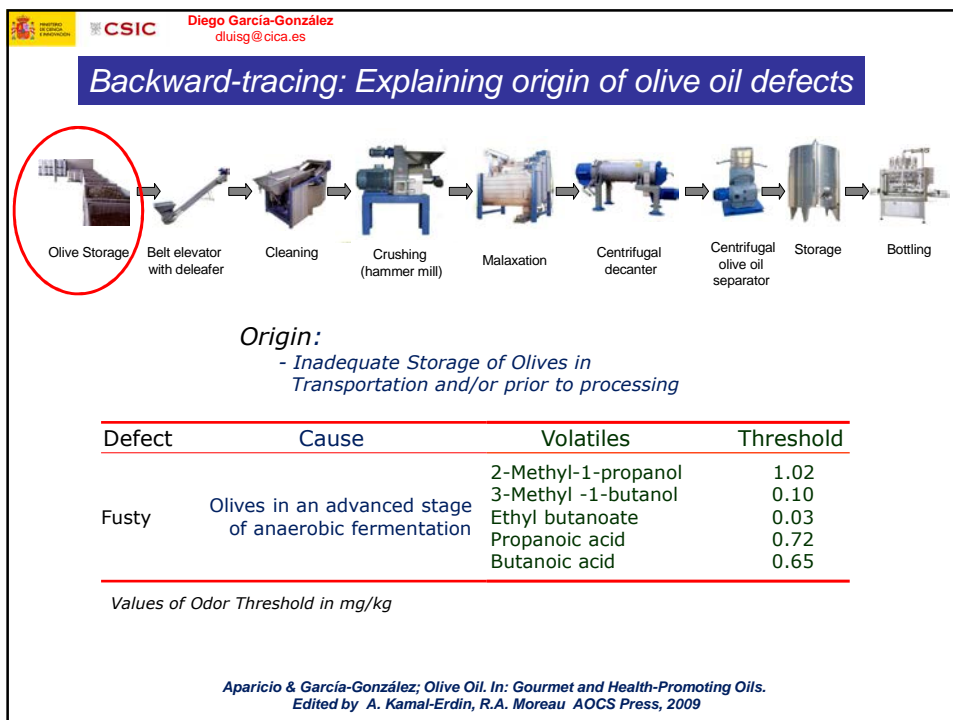 MINISTERIO
DE CIENCIA
E INNOVACIÓN
CSIC
Diego García-González
dluisg@cica.es
Backward-tracing: Explaining origin of olive oil defects
Olive Storage
Belt elevator
with deleafer
Cleaning
Crushing
(hammer mill)
Malaxation
Centrifugal
decanter
Centrifugal
olive oil
separator
Storage
Bottling
Origin:
- Inadequate Storage of Olives in
Transportation and/or prior to processing
Defect Cause Volatiles Threshold
Fusty
Olives in an advanced stage
of anaerobic fermentation
2-Methyl-1-propanol 1.02
3-Methyl -1-butanol 0.10
Ethyl butanoate 0.03
Propanoic acid 0.72
Butanoic acid 0.65
Values of Odor Threshold in mg/kg
Aparicio & García-González; Olive Oil. In: Gourmet and Health-Promoting Oils.
Edited by A. Kamal-Erdin, R.A. Moreau AOCS Press, 2009